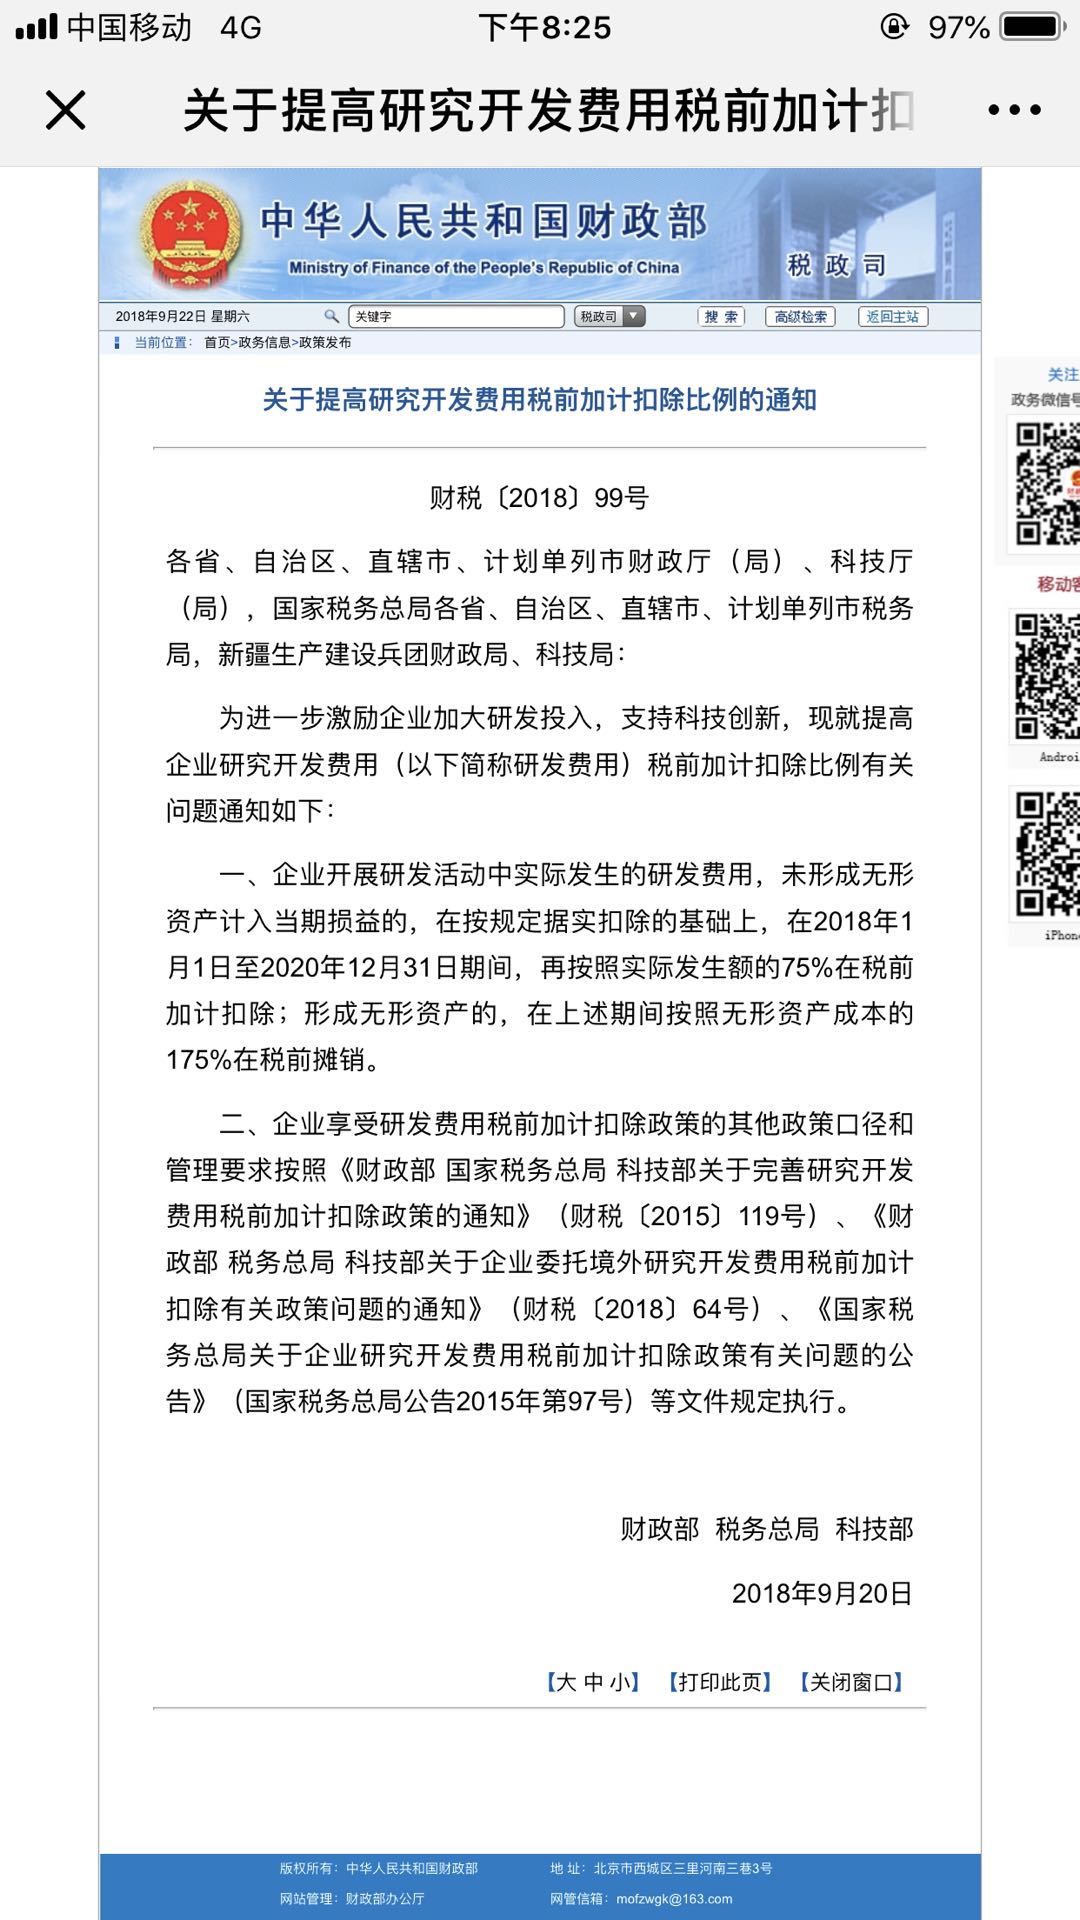 中国移动 4G 下午8:25 97%
关于提高研究开发费用税前加计扣
中华人民共和国财政部
Ministry of Finance of the People's Republic of China
税政司
2018年9月22日 星期六 关键字 税政司 搜索 高级检索 返回主站
当前位置: 首页>政务信息>政策发布
关注
政务微信号
移动客
Androi
iPhon
关于提高研究开发费用税前加计扣除比例的通知
财税〔2018〕99号
各省、自治区、直辖市、计划单列市财政厅（局）、科技厅
（局），国家税务总局各省、自治区、直辖市、计划单列市税务
局，新疆生产建设兵团财政局、科技局：
为进一步激励企业加大研发投入，支持科技创新，现就提高
企业研究开发费用（以下简称研发费用）税前加计扣除比例有关
问题通知如下：
一、企业开展研发活动中实际发生的研发费用，未形成无形
资产计入当期损益的，在按规定据实扣除的基础上，在2018年1
月1日至2020年12月31日期间，再按照实际发生额的75%在税前
加计扣除；形成无形资产的，在上述期间按照无形资产成本的
175%在税前摊销。
二、企业享受研发费用税前加计扣除政策的其他政策口径和
管理要求按照《财政部 国家税务总局 科技部关于完善研究开发
费用税前加计扣除政策的通知》（财税〔2015〕119号）、《财
政部 税务总局 科技部关于企业委托境外研究开发费用税前加计
扣除有关政策问题的通知》（财税〔2018〕64号）、《国家税
务总局关于企业研究开发费用税前加计扣除政策有关问题的公
告》（国家税务总局公告2015年第97号）等文件规定执行。
财政部 税务总局 科技部
2018年9月20日
【大 中 小】 【打印此页】 【关闭窗口】
版权所有：中华人民共和国财政部 地 址：北京市西城区三里河南三巷3号
网站管理：财政部办公厅 网管信箱：mofzwgk@163.com